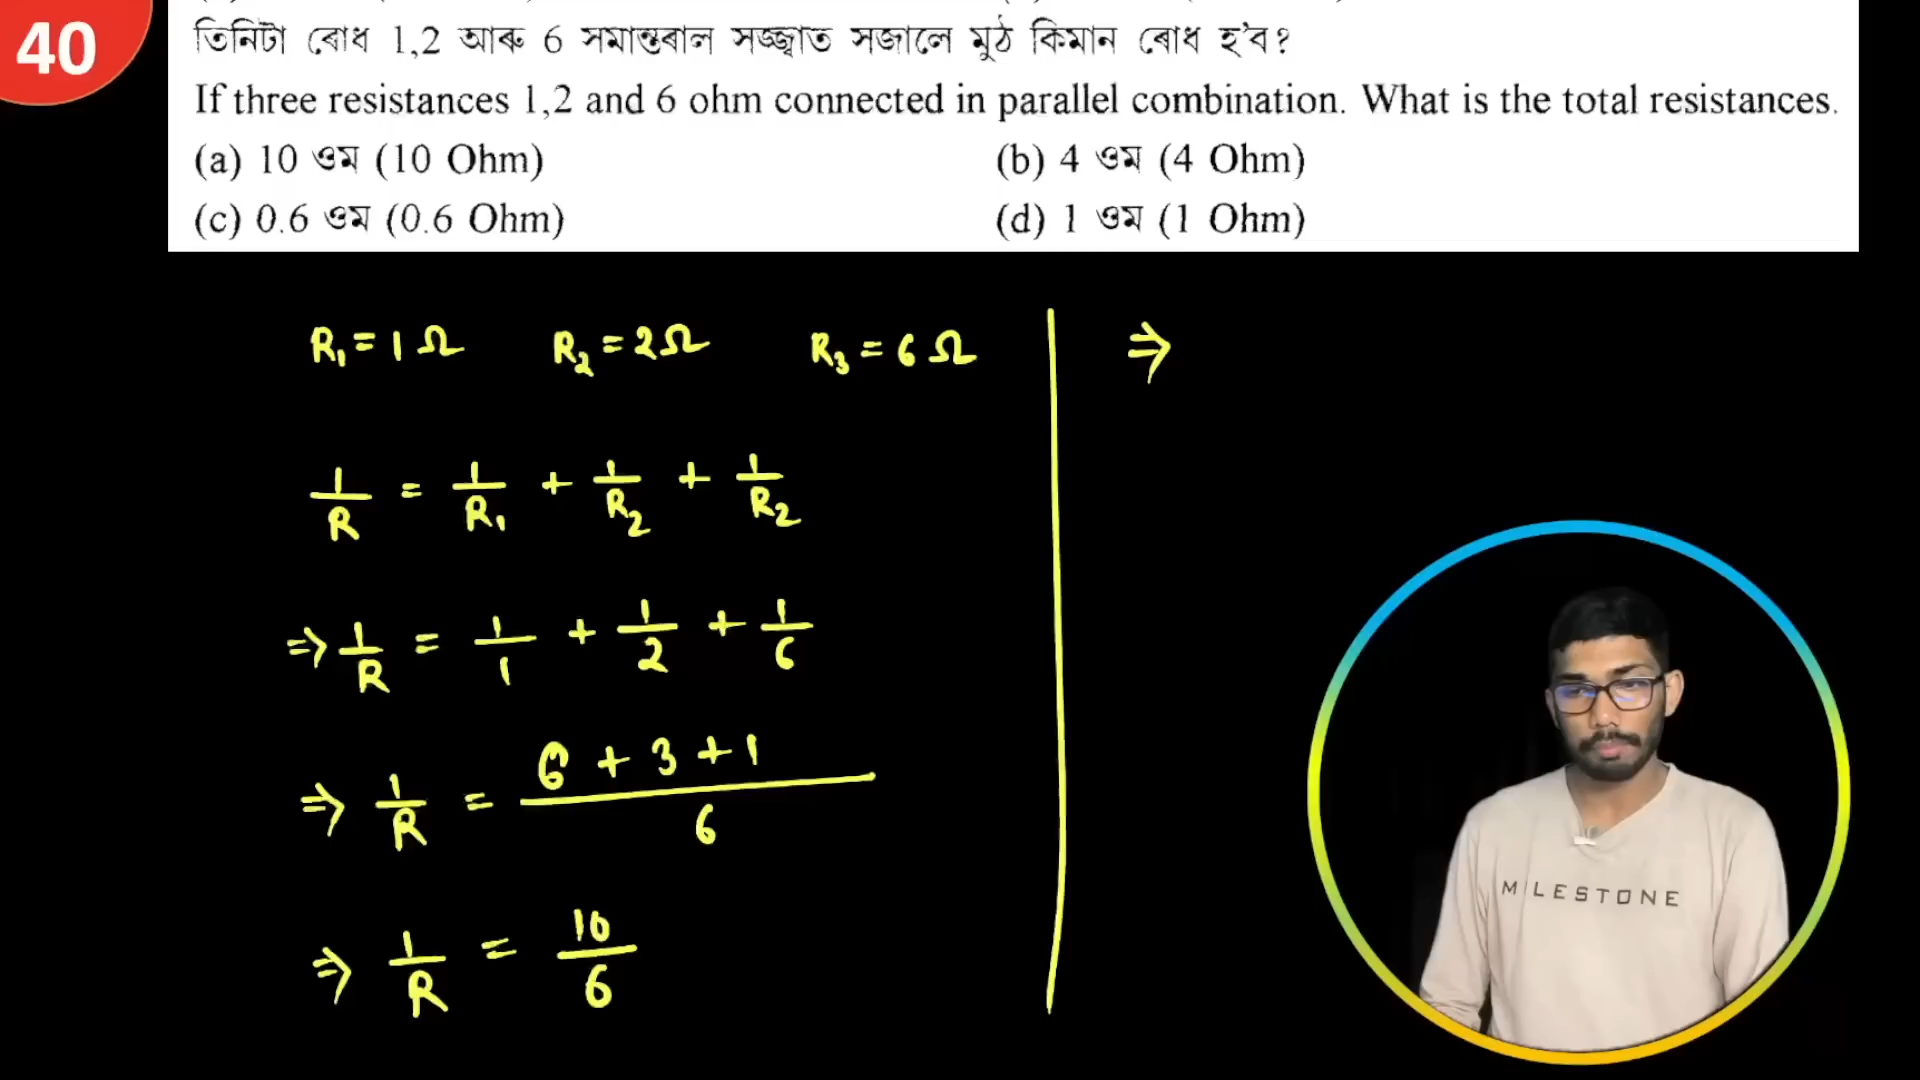 40
তিনিটা ৰোধ 1,2 আৰু 6 সমান্তৰাল সজ্জাত সজালে মুঠ কিমান ৰোধ হ'ব?
If three resistances 1,2 and 6 ohm connected in parallel combination. What is the total resistances.
(a) 10 ওম (10 Ohm) (b) 4 ওম (4 Ohm)
(c) 0.6 ওম (0.6 Ohm) (d) 1 ওম (1 Ohm)
R₁ = 1 Ω R₂ = 2Ω R₃ = 6 Ω
1/R = 1/R₁ + 1/R₂ + 1/R₂
⇒ 1/R = 1/1 + 1/2 + 1/6
⇒ 1/R = (6 + 3 + 1)/6
⇒ 1/R = 10/6
⇒
MILESTONE